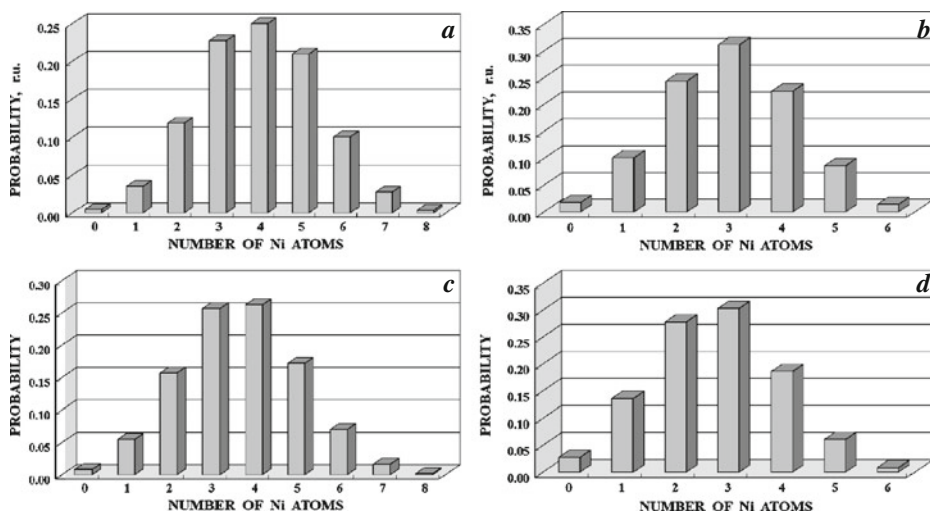 a
0.25
0.20
0.15
0.10
0.05
0.00
PROBABILITY, r.u.
0 1 2 3 4 5 6 7 8
NUMBER OF Ni ATOMS
b
0.35
0.30
0.25
0.20
0.15
0.10
0.05
0.00
PROBABILITY, r.u.
0 1 2 3 4 5 6
NUMBER OF Ni ATOMS
c
0.30
0.25
0.20
0.15
0.10
0.05
0.00
PROBABILITY
0 1 2 3 4 5 6 7 8
NUMBER OF Ni ATOMS
d
0.35
0.30
0.25
0.20
0.15
0.10
0.05
0.00
PROBABILITY
0 1 2 3 4 5 6
NUMBER OF Ni ATOMS